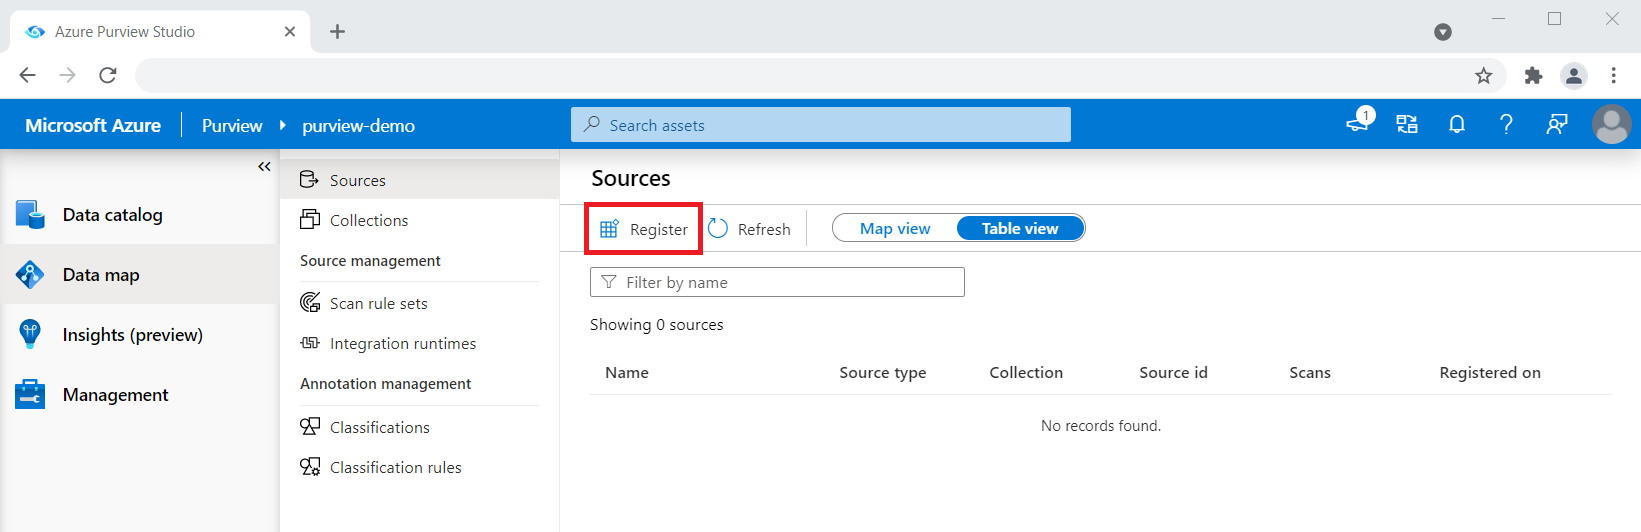 Azure Purview Studio
Microsoft Azure
Purview
purview-demo
Search assets
1
Data catalog
Data map
Insights (preview)
Management
Sources
Collections
Source management
Scan rule sets
Integration runtimes
Annotation management
Classifications
Classification rules
Sources
Register
Refresh
Map view
Table view
Filter by name
Showing 0 sources
Name Source type Collection Source id Scans Registered on
No records found.